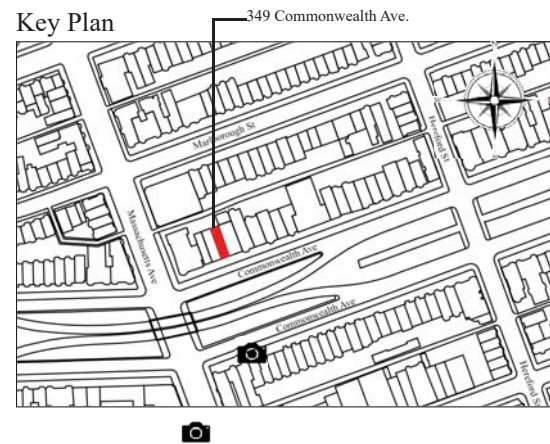 Key Plan
349 Commonwealth Ave.
Marlborough St
Hereford St
Massachusetts Ave
Commonwealth Ave
Commonwealth Ave
Hereford St